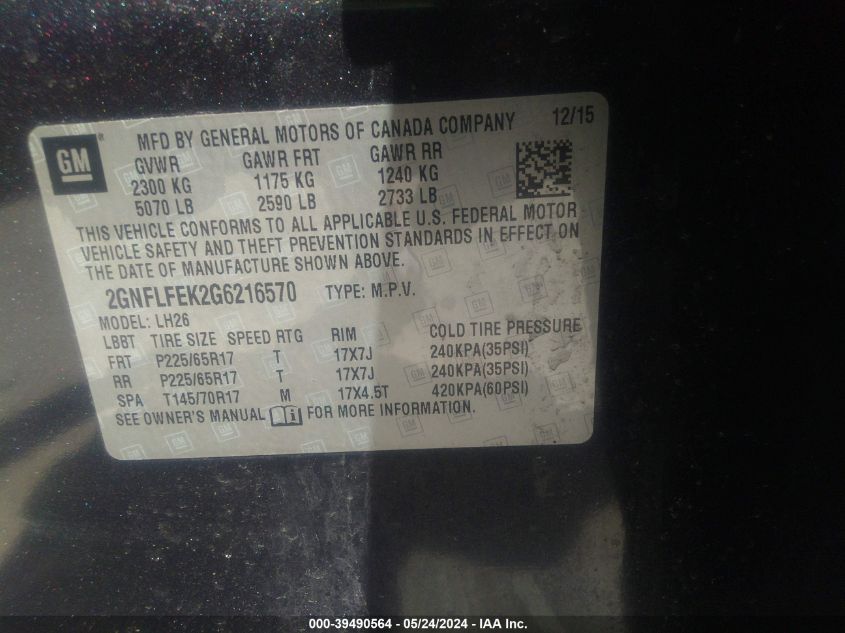 GM ® MFD BY GENERAL MOTORS OF CANADA COMPANY 12/15
GVWR GAWR FRT GAWR RR
2300 KG 1175 KG 1240 KG
5070 LB 2590 LB 2733 LB
THIS VEHICLE CONFORMS TO ALL APPLICABLE U.S. FEDERAL MOTOR
VEHICLE SAFETY AND THEFT PREVENTION STANDARDS IN EFFECT ON
THE DATE OF MANUFACTURE SHOWN ABOVE.
2GNFLFEK2G6216570 TYPE: M.P.V.
MODEL: LH26
LBBT TIRE SIZE SPEED RTG RIM COLD TIRE PRESSURE
FRT P225/65R17 T 17X7J 240KPA(35PSI)
RR P225/65R17 T 17X7J 240KPA(35PSI)
SPA T145/70R17 M 17X4.5T 420KPA(60PSI)
SEE OWNER'S MANUAL FOR MORE INFORMATION.
000-39490564 / 05/24/2024 - IAA Inc.